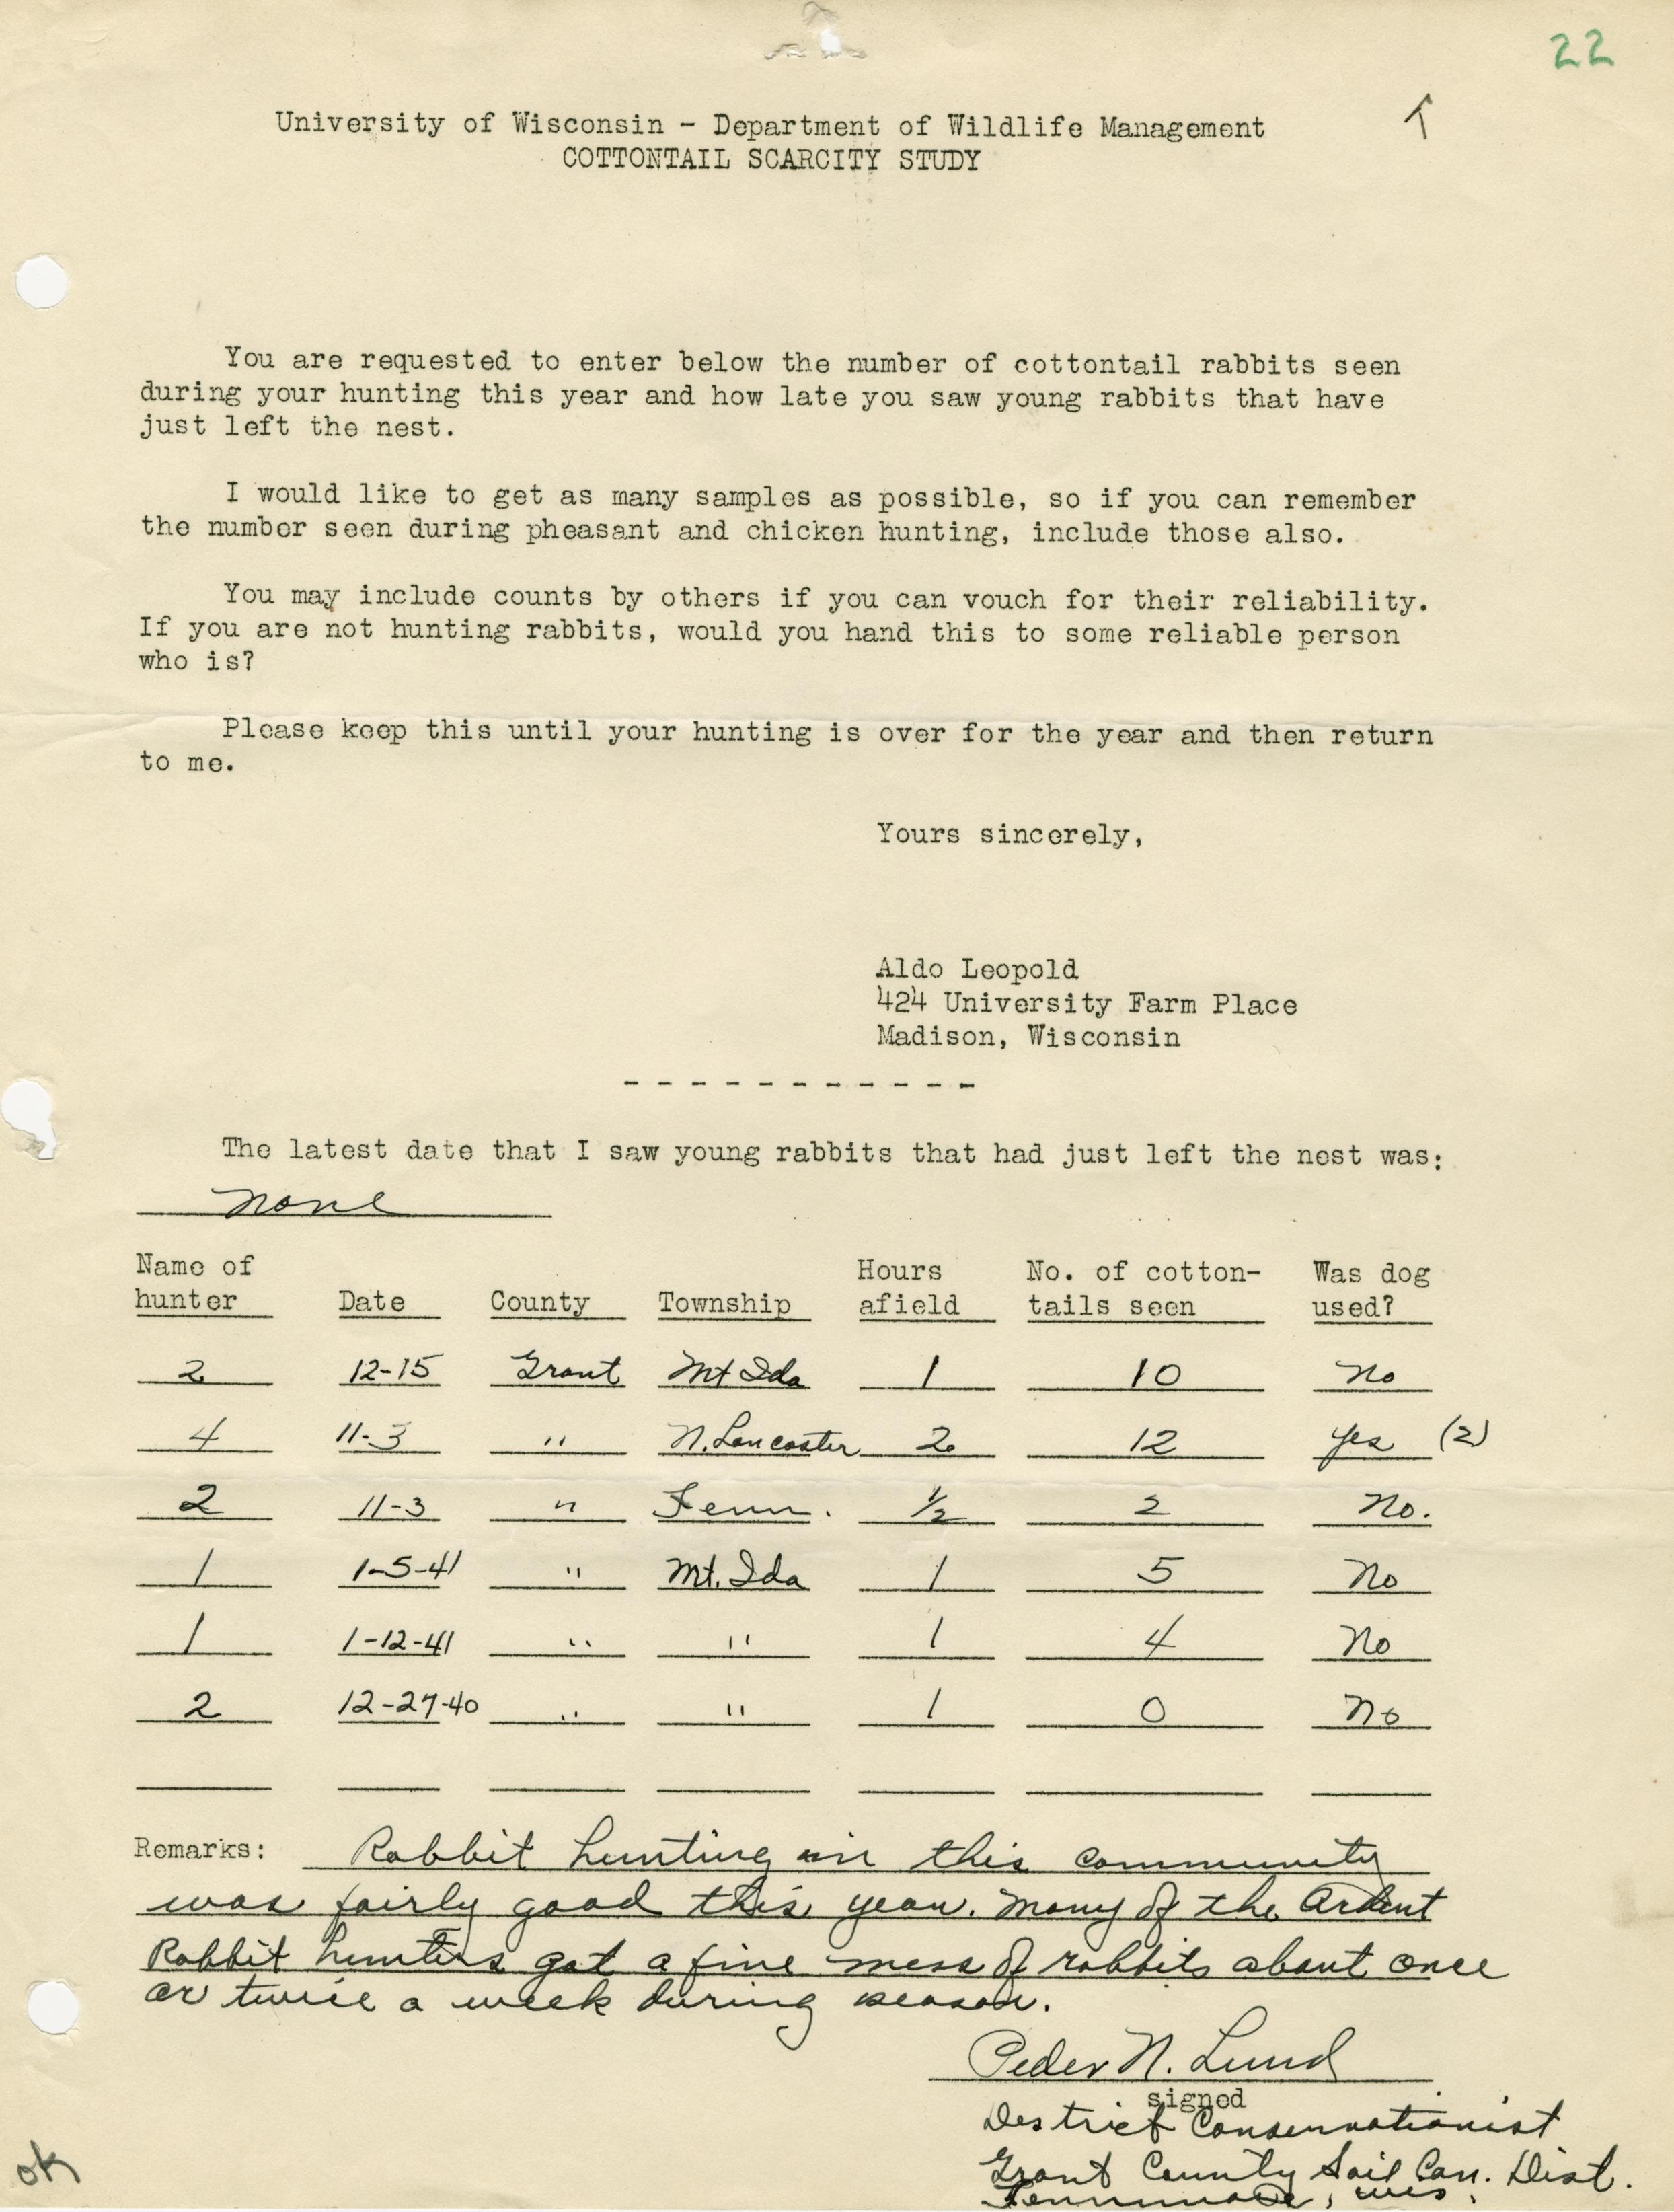 22
University of Wisconsin - Department of Wildlife Management
COTTONTAIL SCARCITY STUDY
You are requested to enter below the number of cottontail rabbits seen
during your hunting this year and how late you saw young rabbits that have
just left the nest.
I would like to get as many samples as possible, so if you can remember
the number seen during pheasant and chicken hunting, include those also.
You may include counts by others if you can vouch for their reliability.
If you are not hunting rabbits, would you hand this to some reliable person
who is?
Please keep this until your hunting is over for the year and then return
to me.
Yours sincerely,
Aldo Leopold
424 University Farm Place
Madison, Wisconsin
- - - - - - - - - - -
The latest date that I saw young rabbits that had just left the nest was:
none
Name of hunter Date County Township Hours afield No. of cotton-tails seen Was dog used?
2 12-15 Grant Mt Ida 1 10 No
4 11-3 " N. Lancaster 2 12 yes (2)
2 11-3 " Fenn. 1/2 2 No.
1 1-5-41 " Mt. Ida 1 5 No
1 1-12-41 " " 1 4 No
2 12-27-40 " " 1 0 No
Remarks: Rabbit hunting in this community
was fairly good this year. Many of the Ardent
Rabbit hunters got a fine mess of rabbits about once
or twice a week during season.
Peder N. Lund
signed
District Conservationist
Grant County Soil Con. Dist.
Fennimore, Wis.
OK